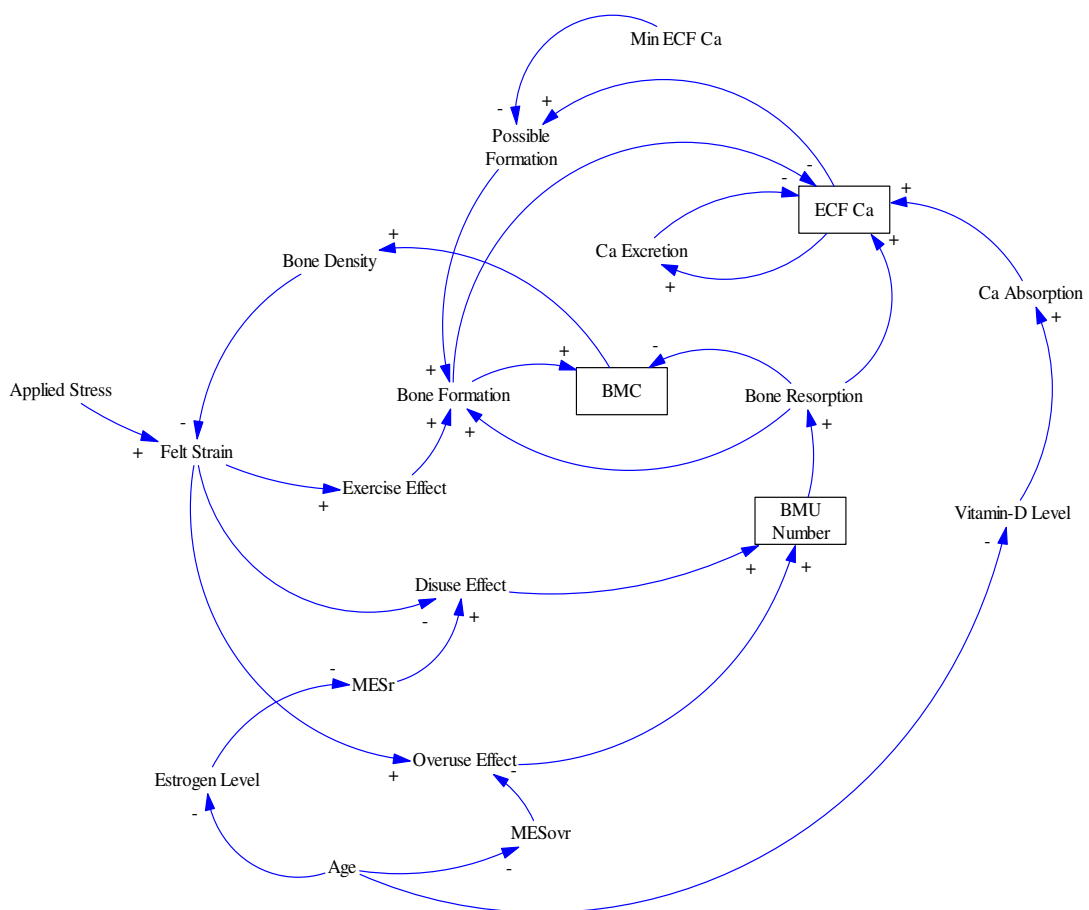 Min ECF Ca
-
+
Possible
Formation
-
-
+
ECF Ca
+
Bone Density
+
Ca Excretion
+
Ca Absorption
+
Applied Stress
-
+
Felt Strain
+
Bone Formation
+
+
+
BMC
-
Bone Resorption
+
Exercise Effect
+
BMU
Number
Vitamin-D Level
-
Disuse Effect
-
+
+
+
-
MESr
Overuse Effect
+
-
Estrogen Level
-
MESovr
-
Age